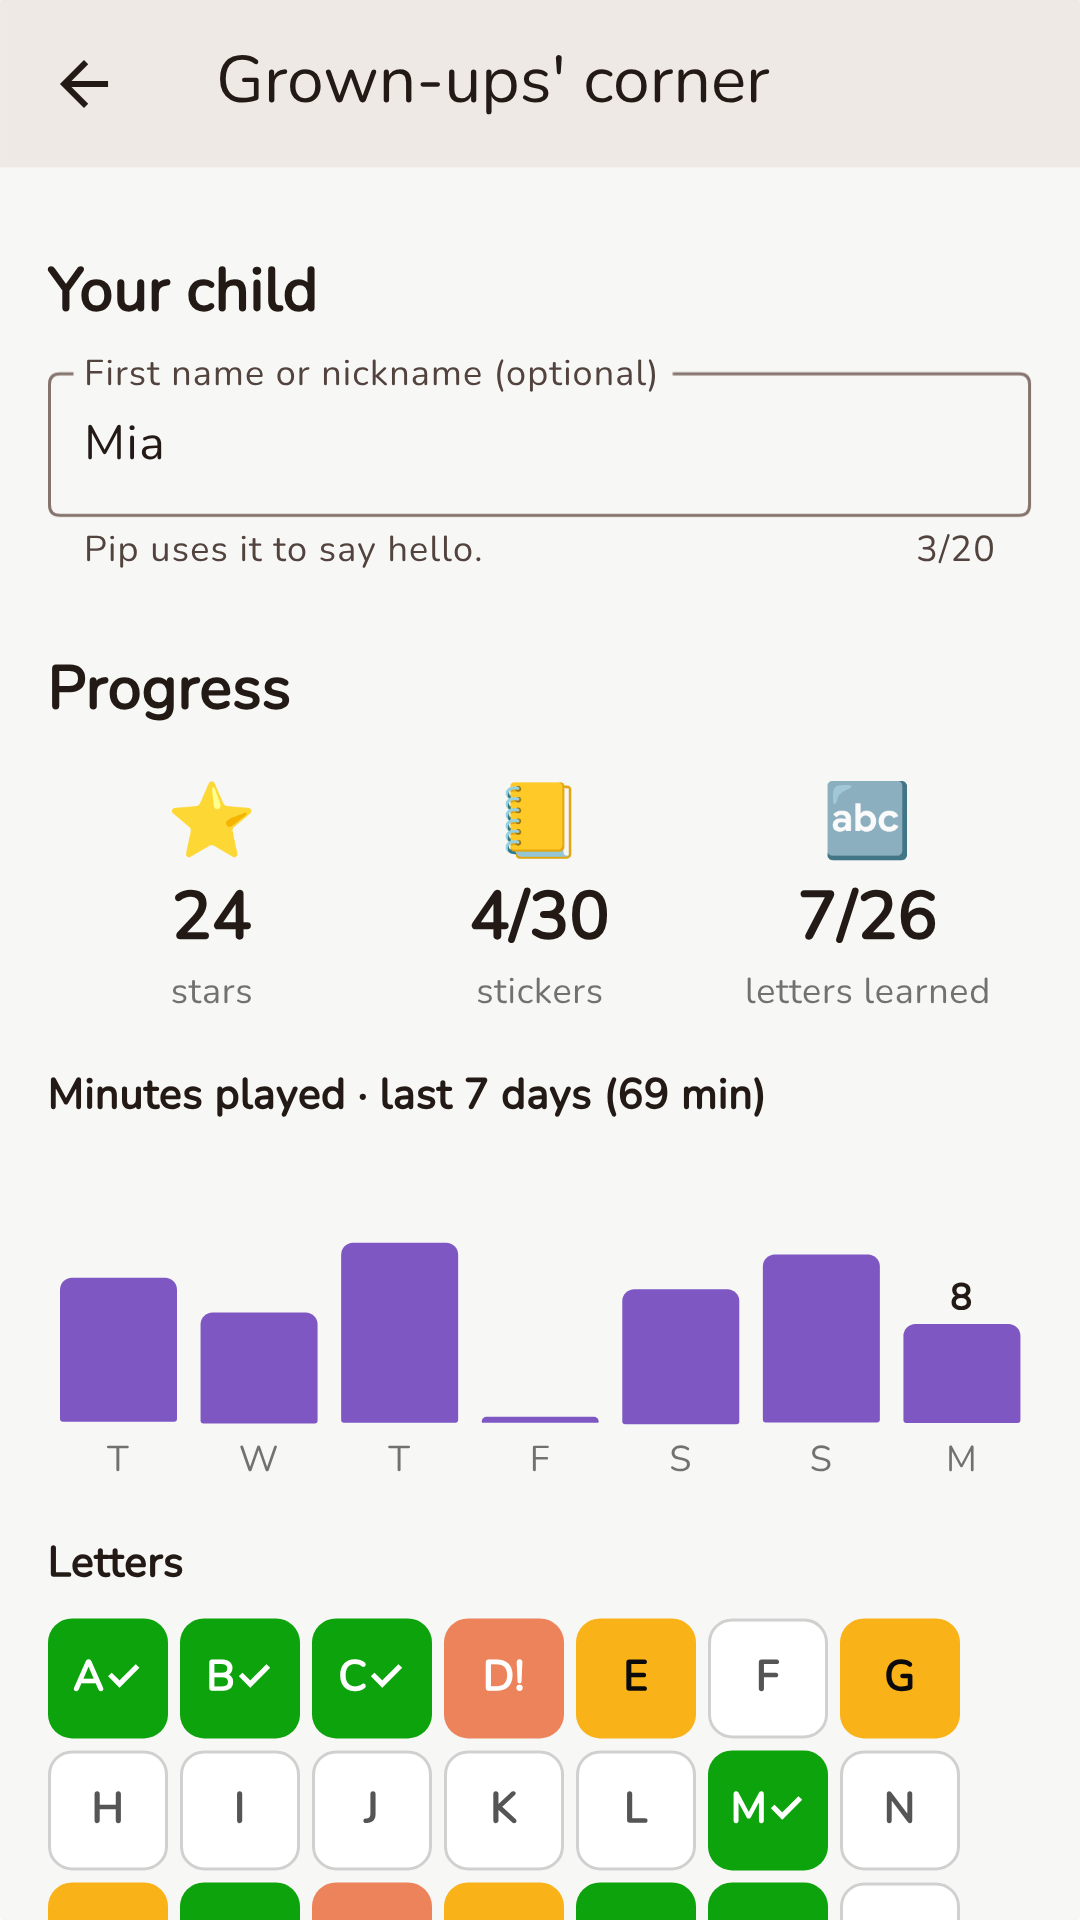 Grown-ups' corner
Your child
First name or nickname (optional)
Mia
Pip uses it to say hello.
3/20
Progress
abc
24
4/30
7/26
stars
stickers
letters learned
Minutes played · last 7 days (69 min)
8
T W T F S S M
Letters
A✓ B✓ C✓ D! E F G
H I J K L M✓ N